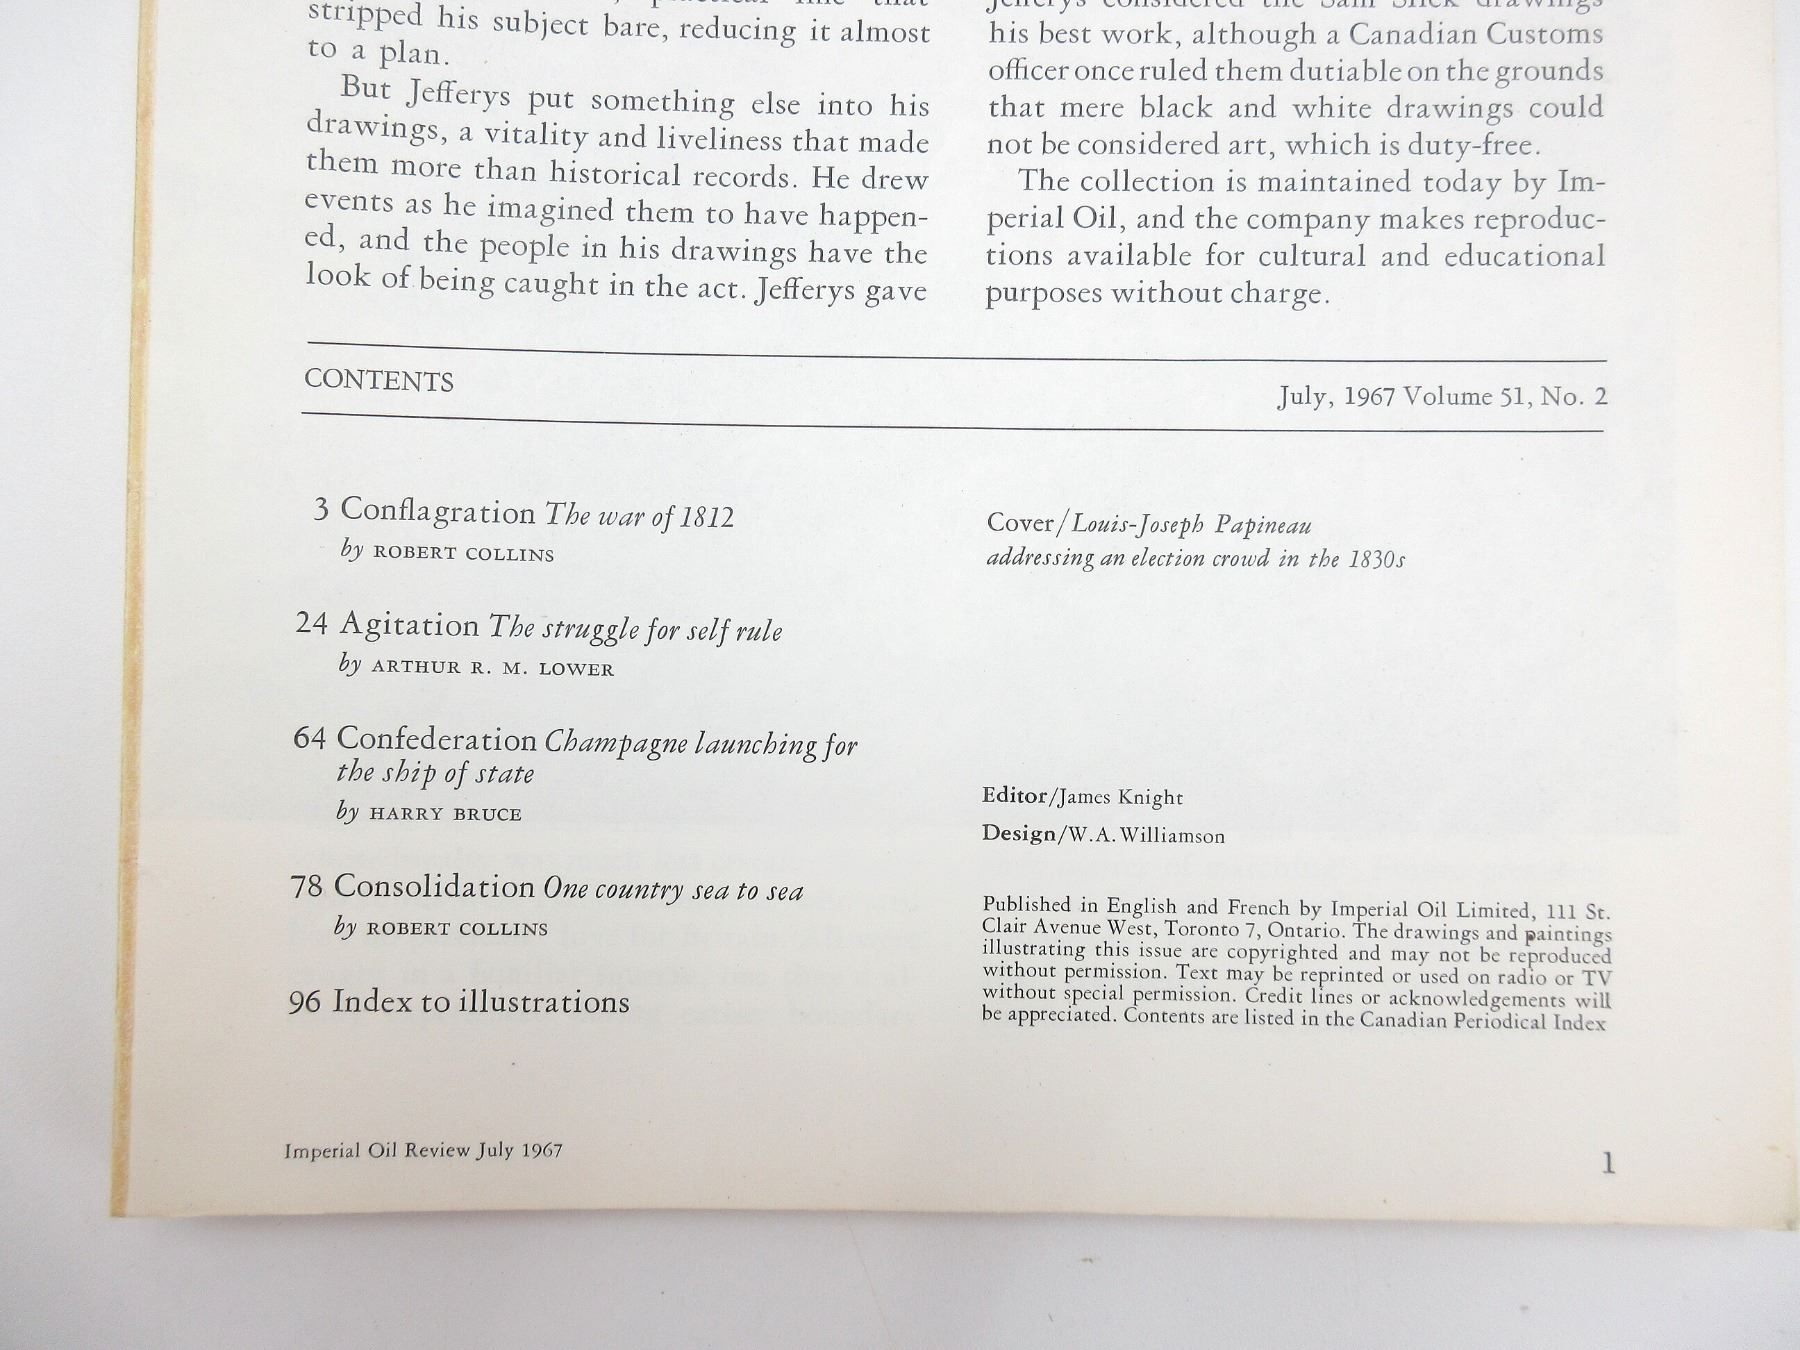 stripped his subject bare, reducing it almost
to a plan.
But Jefferys put something else into his
drawings, a vitality and liveliness that made
them more than historical records. He drew
events as he imagined them to have happen-
ed, and the people in his drawings have the
look of being caught in the act. Jefferys gave
Jefferys considered the Sam Slick drawings
his best work, although a Canadian Customs
officer once ruled them dutiable on the grounds
that mere black and white drawings could
not be considered art, which is duty-free.
The collection is maintained today by Im-
perial Oil, and the company makes reproduc-
tions available for cultural and educational
purposes without charge.
CONTENTS
July, 1967 Volume 51, No. 2
3 Conflagration The war of 1812
by ROBERT COLLINS
24 Agitation The struggle for self rule
by ARTHUR R. M. LOWER
64 Confederation Champagne launching for
the ship of state
by HARRY BRUCE
78 Consolidation One country sea to sea
by ROBERT COLLINS
96 Index to illustrations
Cover/Louis-Joseph Papineau
addressing an election crowd in the 1830s
Editor/James Knight
Design/W.A. Williamson
Published in English and French by Imperial Oil Limited, 111 St.
Clair Avenue West, Toronto 7, Ontario. The drawings and paintings
illustrating this issue are copyrighted and may not be reproduced
without permission. Text may be reprinted or used on radio or TV
without special permission. Credit lines or acknowledgements will
be appreciated. Contents are listed in the Canadian Periodical Index
Imperial Oil Review July 1967
1